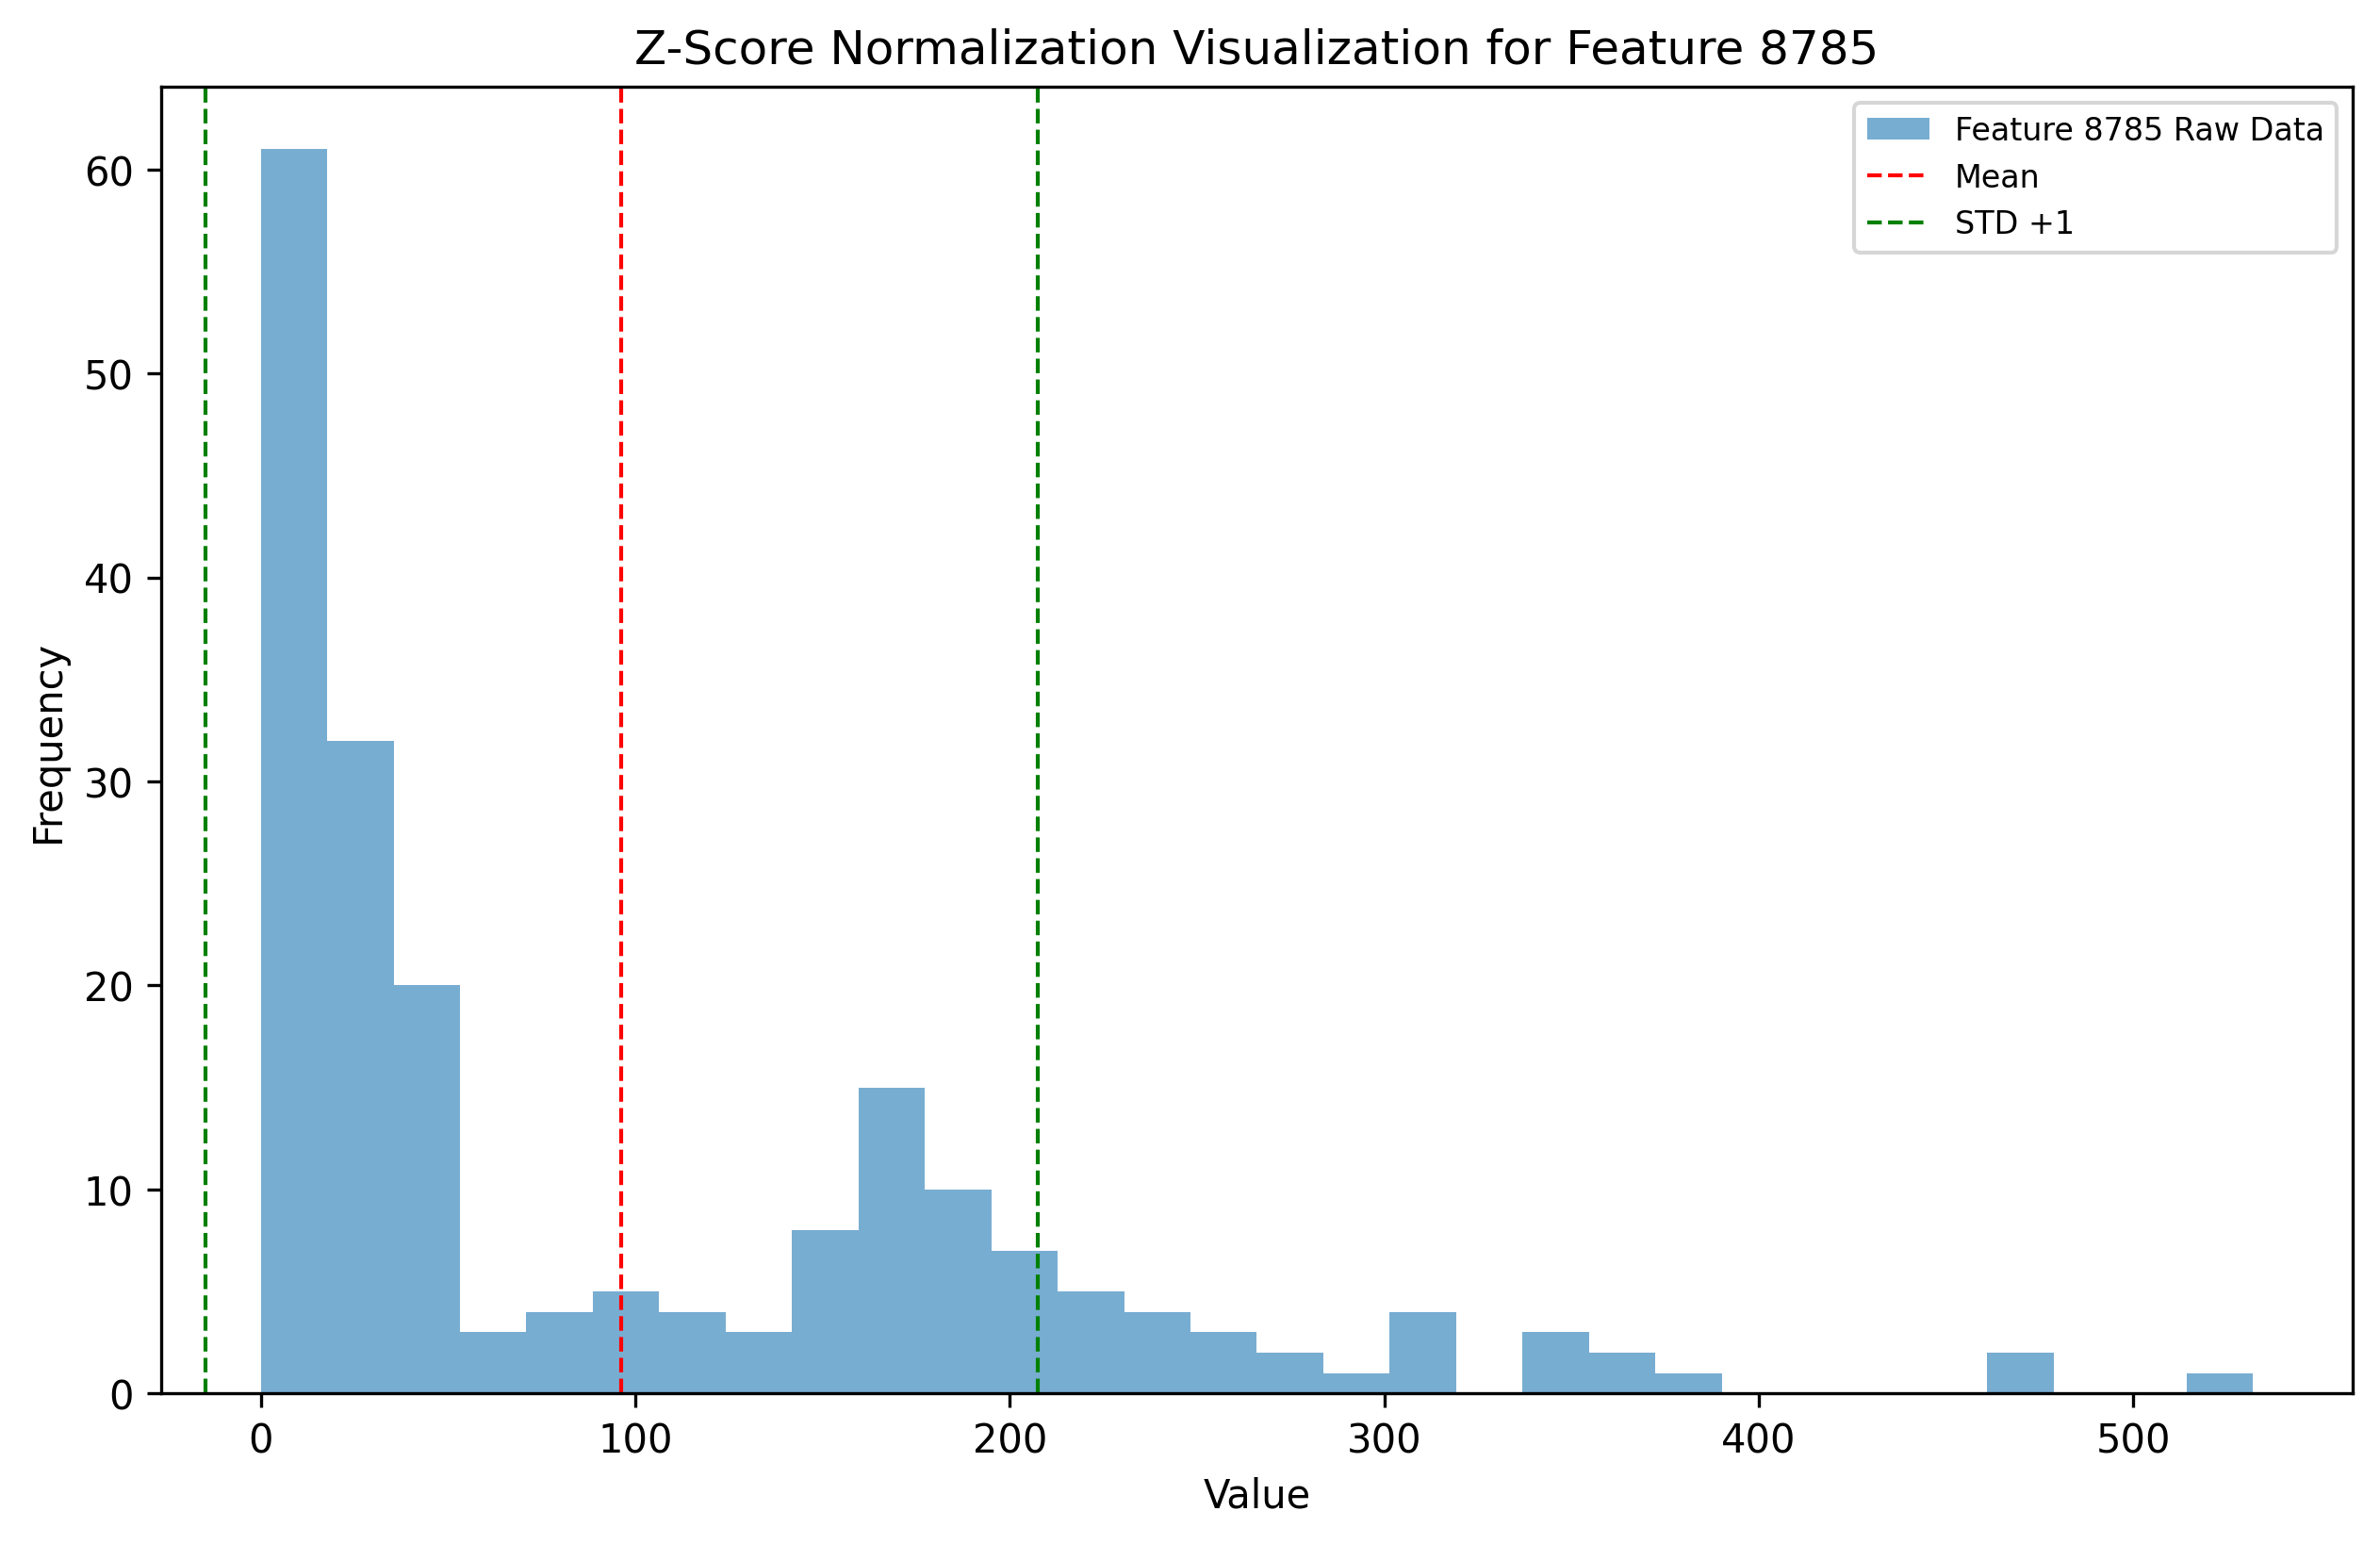 Z-Score Normalization Visualization for Feature 8785
Feature 8785 Raw Data
Mean
STD +1
60
50
40
30
20
10
0
Frequency
0 100 200 300 400 500
Value